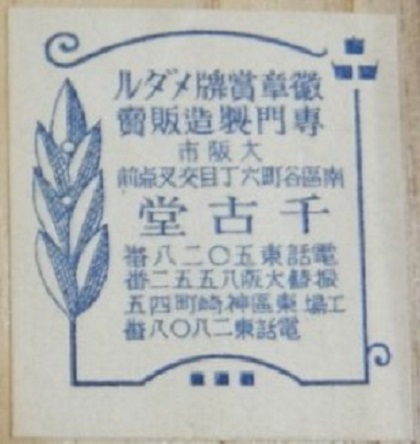 徽章賞牌メダル
專門製造販賣
大阪市
南區谷町六丁目交叉点前
千古堂
電話東五〇二八番
振替大阪八五五二番
工場東區神崎町四五
電話東二八〇八番